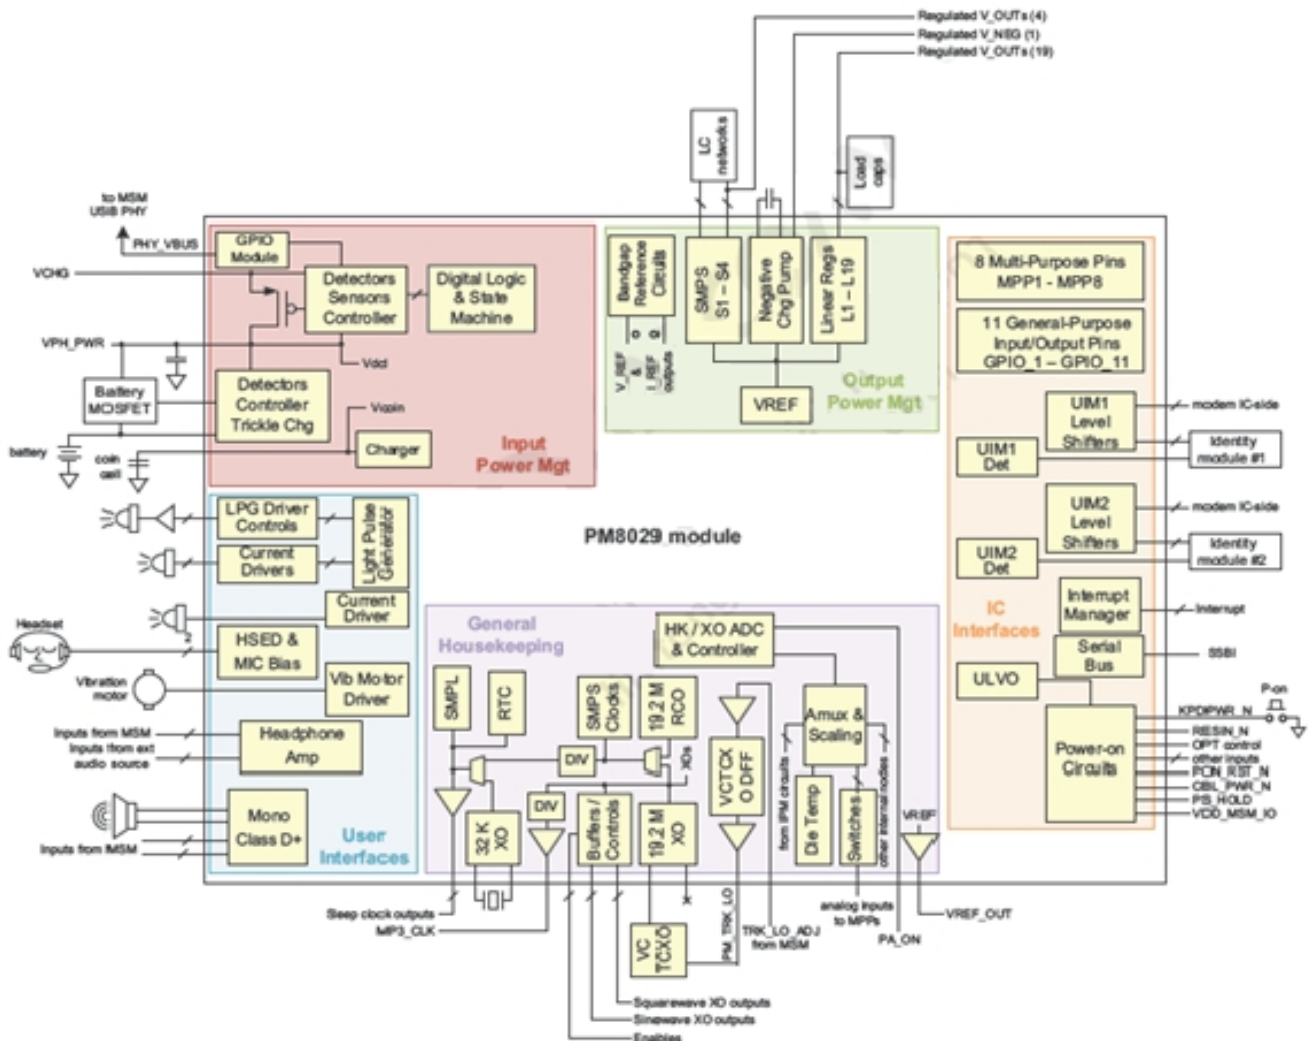 Regulated V_OUTs (4)
Regulated V_NEG (1)
Regulated V_OUTs (19)
LC
networks
Load
caps
to MSM
USB PHY
PHY_VBUS
VCHG
VPH_PWR
Battery
MOSFET
battery
coin
cell
GPIO
Module
Detectors
Sensors
Controller
Digital Logic
& State
Machine
Vdd
Detectors
Controller
Trickle Chg
Vcoin
Charger
Input
Power Mgt
Bandgap
Reference
Circuits
V_REF
&
I_REF
outputs
SMPS
S1 – S4
Negative
Chg Pump
Linear Regs
L1 – L19
VREF
Output
Power Mgt
8 Multi-Purpose Pins
MPP1 - MPP8
11 General-Purpose
Input/Output Pins
GPIO_1 – GPIO_11
UIM1
Level
Shifters
UIM1
Det
modem IC-side
Identity
module #1
UIM2
Level
Shifters
UIM2
Det
modem IC-side
Identity
module #2
IC
Interfaces
Interrupt
Manager
Interrupt
Serial
Bus
SSBI
ULVO
Power-on
Circuits
P-on
KPDPWR_N
RESIN_N
OPT control
other inputs
PON_RST_N
CBL_PWR_N
PS_HOLD
VDD_MSM_IO
PM8029 module
LPG Driver
Controls
Light Pulse
Generator
Current
Drivers
Current
Driver
Headset
2
HSED &
MIC Bias
Vibration
motor
Vib Motor
Driver
Inputs from MSM
Inputs from ext
audio source
Headphone
Amp
Mono
Class D+
Inputs from MSM
User
Interfaces
General
Housekeeping
HK / XO ADC
& Controller
SMPL
RTC
SMPS
Clocks
19.2 M
RCO
DIV
XOs
DIV
32 K
XO
Buffers /
Controls
19.2 M
XO
VCTCX
O DIFF
Amux &
Scaling
from IPM circuits
other internal nodes
Die Temp
Switches
VREF
VREF_OUT
analog inputs
to MPPs
PA_ON
TRK_LO_ADJ
from MSM
PM_TRK_LO
VC
TCXO
Sleep clock outputs
MP3_CLK
Squarewave XO outputs
Sinewave XO outputs
Enables